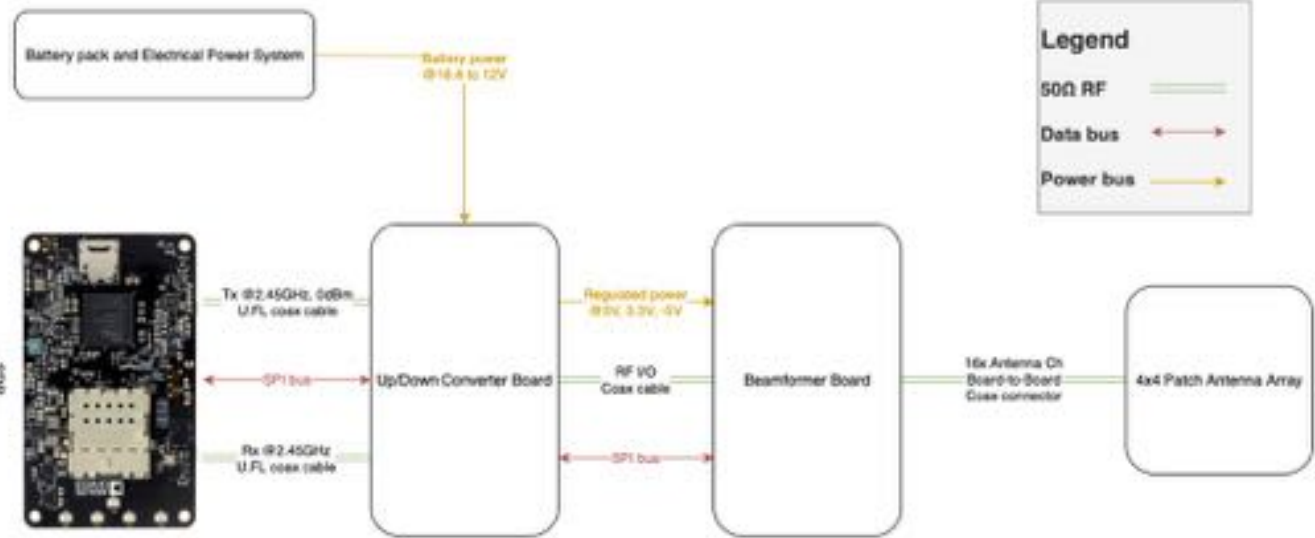 Battery pack and Electrical Power System
Battery power
@16.8 to 12V
Legend
50Ω RF
Data bus
Power bus
Tx @2.45GHz, 0dBm
U.FL coax cable
SPI bus
Rx @2.45GHz
U.FL coax cable
Up/Down Converter Board
Regulated power
@5V, 3.3V, -5V
RF I/O
Coax cable
SPI bus
Beamformer Board
16x Antenna Ch
Board-to-Board
Coax connector
4x4 Patch Antenna Array